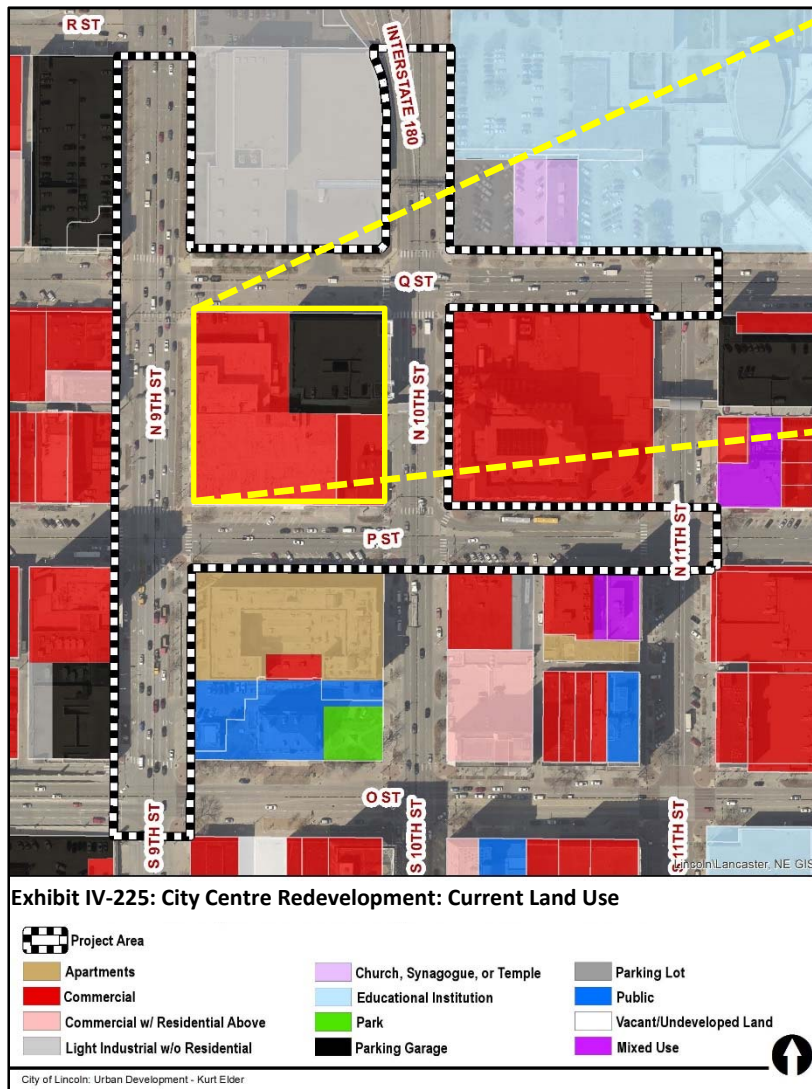 R ST
INTERSTATE 180
Q ST
N 9TH ST
N 10TH ST
P ST
N 11TH ST
O ST
S 9TH ST
S 10TH ST
S 11TH ST
Lincoln\Lancaster, NE GIS
Exhibit IV-225: City Centre Redevelopment: Current Land Use
Project Area
Apartments
Commercial
Commercial w/ Residential Above
Light Industrial w/o Residential
Church, Synagogue, or Temple
Educational Institution
Park
Parking Garage
Parking Lot
Public
Vacant/Undeveloped Land
Mixed Use
City of Lincoln: Urban Development - Kurt Elder